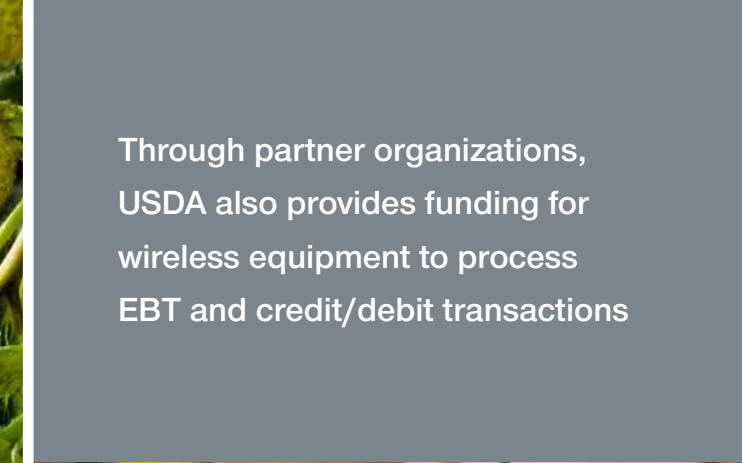 Through partner organizations,
USDA also provides funding for
wireless equipment to process
EBT and credit/debit transactions